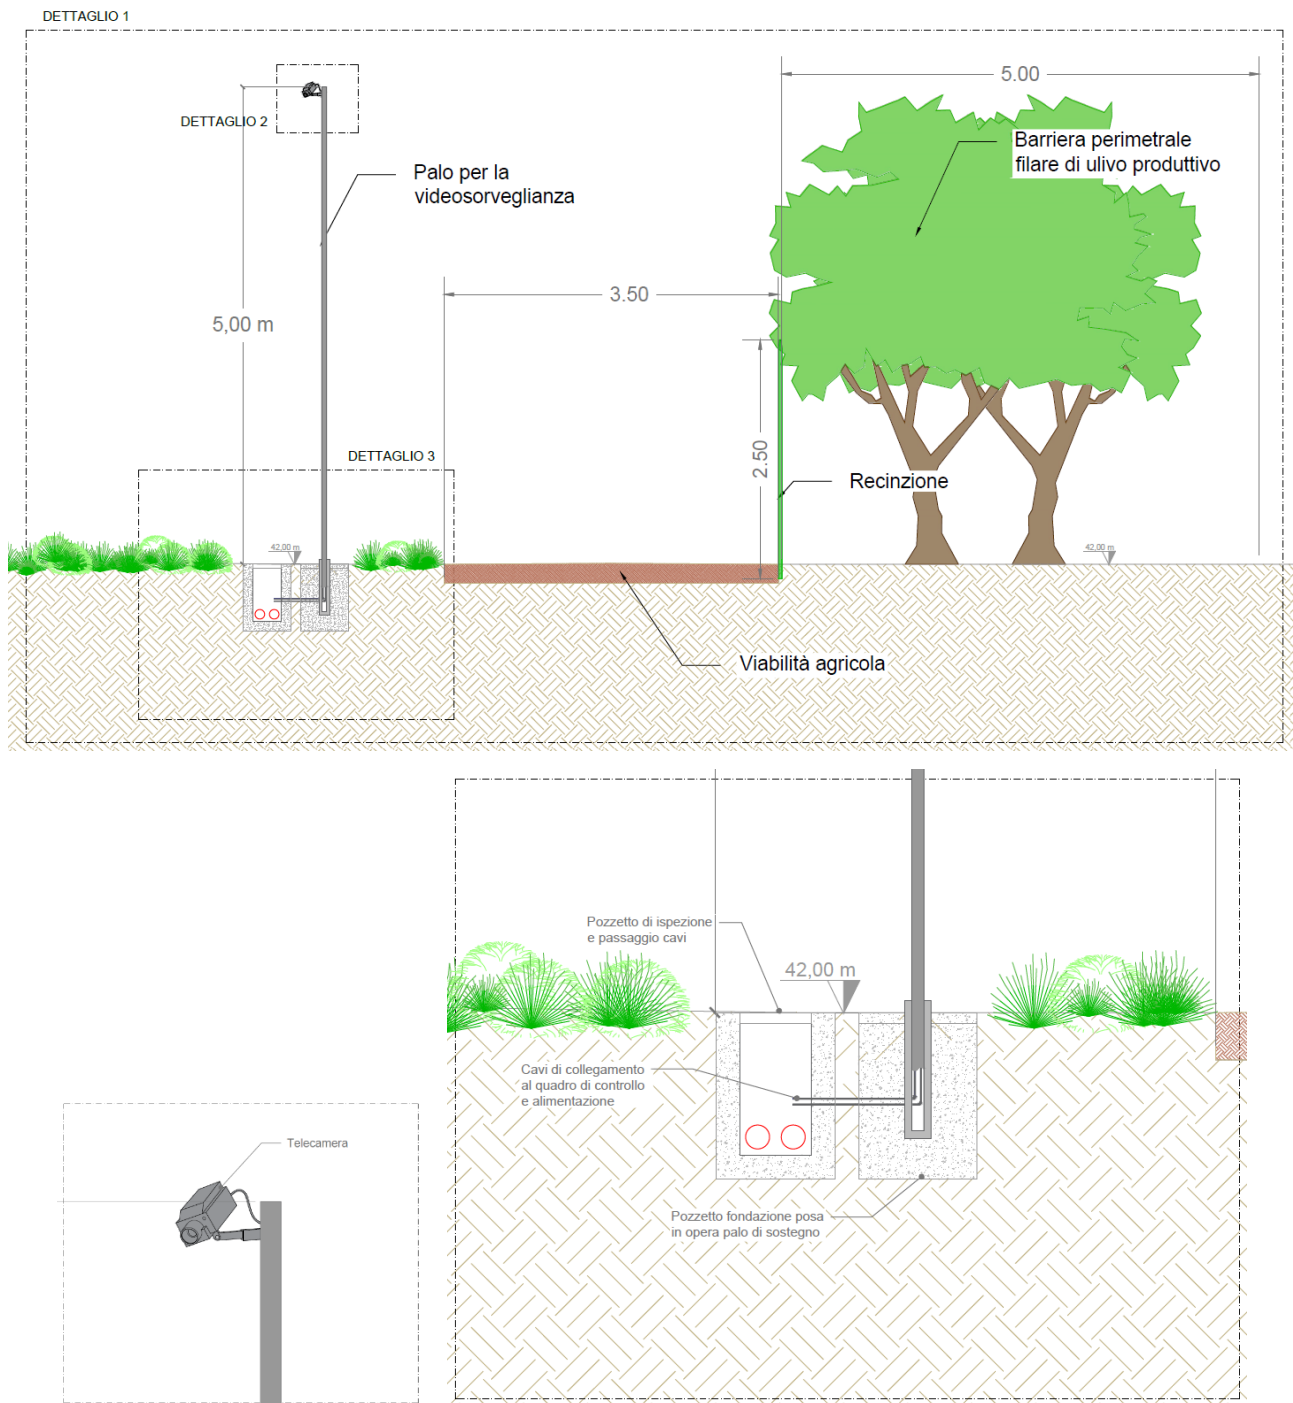 DETTAGLIO 1
5.00
DETTAGLIO 2
Barriera perimetrale
filare di ulivo produttivo
Palo per la
videosorveglianza
3.50
5,00 m
2.50
DETTAGLIO 3
Recinzione
42,00 m
42,00 m
Viabilità agricola
Pozzetto di ispezione
e passaggio cavi
42,00 m
Cavi di collegamento
al quadro di controllo
e alimentazione
Telecamera
Pozzetto fondazione posa
in opera palo di sostegno